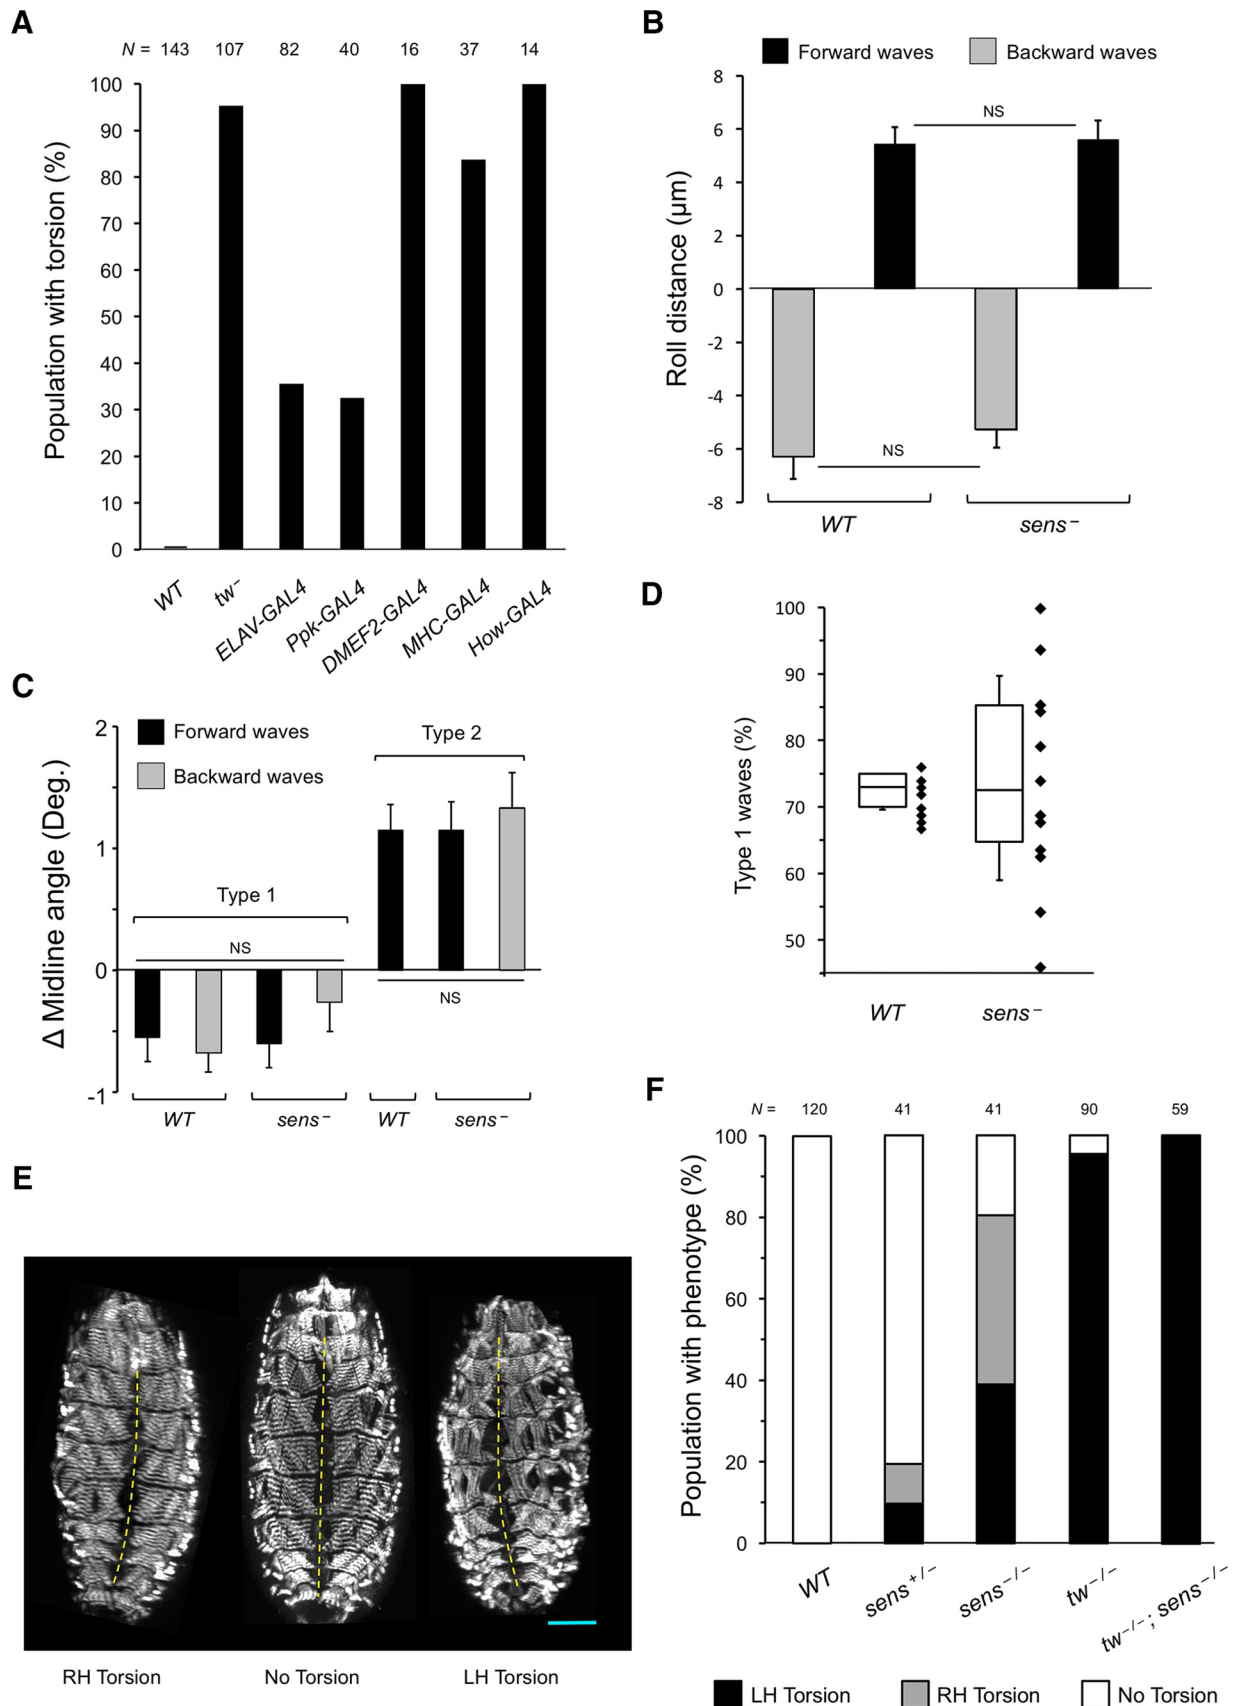 A
N = 143 107 82 40 16 37 14
Population with torsion (%)
100
90
80
70
60
50
40
30
20
10
0
WT tw⁻ ELAV-GAL4 Ppk-GAL4 DMEF2-GAL4 MHC-GAL4 How-GAL4
B
Forward waves Backward waves
Roll distance (µm)
8
6
4
2
0
-2
-4
-6
-8
NS
NS
WT sens⁻
C
Forward waves
Backward waves
Δ Midline angle (Deg.)
2
1
0
-1
Type 1
NS
Type 2
NS
WT sens⁻ WT sens⁻
D
Type 1 waves (%)
100
90
80
70
60
50
WT sens⁻
E
RH Torsion No Torsion LH Torsion
F
N = 120 41 41 90 59
Population with phenotype (%)
100
80
60
40
20
0
WT sens⁺/⁻ sens⁻/⁻ tw⁻/⁻ tw⁻/⁻; sens⁻/⁻
LH Torsion RH Torsion No Torsion